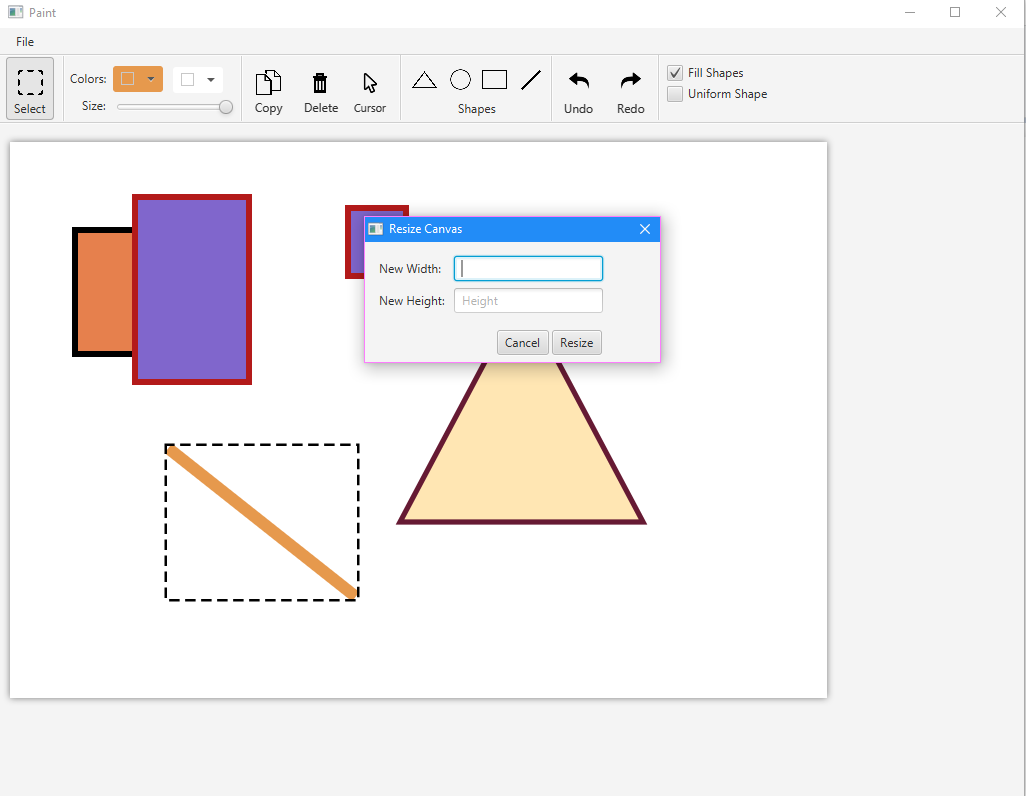 Paint
File
Select
Colors:
Size:
Copy
Delete
Cursor
Shapes
Undo
Redo
Fill Shapes
Uniform Shape
Resize Canvas
New Width:
New Height: Height
Cancel Resize